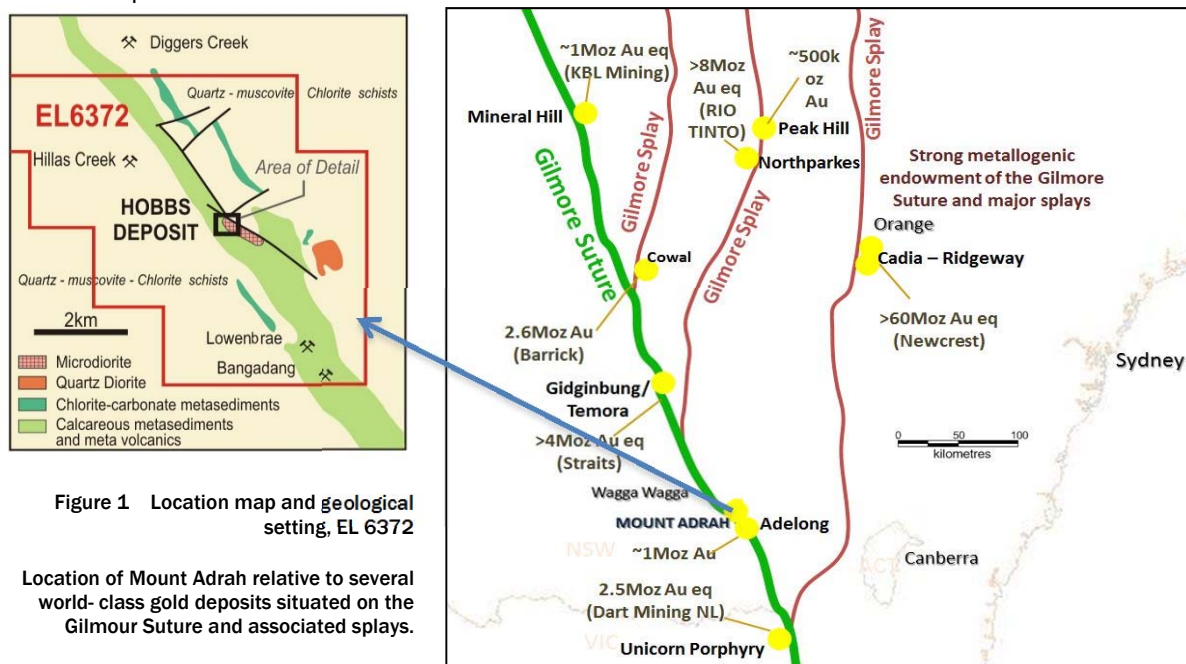 Diggers Creek
Quartz - muscovite Chlorite schists
EL6372
Hillas Creek
Area of Detail
HOBBS
DEPOSIT
Quartz - muscovite - Chlorite schists
2km
Lowenbrae
Bangadang
Microdiorite
Quartz Diorite
Chlorite-carbonate metasediments
Calcareous metasediments
and meta volcanics
Figure 1 Location map and geological
setting, EL 6372
Location of Mount Adrah relative to several
world- class gold deposits situated on the
Gilmour Suture and associated splays.
~1Moz Au eq
(KBL Mining)
Mineral Hill
Gilmore Suture
Gilmore Splay
>8Moz
Au eq
(RIO
TINTO)
~500k
oz
Au
Peak Hill
Northparkes
Gilmore Splay
Gilmore Splay
Strong metallogenic
endowment of the Gilmore
Suture and major splays
Orange
Cadia – Ridgeway
>60Moz Au eq
(Newcrest)
Cowal
2.6Moz Au
(Barrick)
Sydney
Gidginbung/
Temora
>4Moz Au eq
(Straits)
0 50 100
kilometres
Wagga Wagga
MOUNT ADRAH
Adelong
~1Moz Au
NSW
Canberra
ACT
2.5Moz Au eq
(Dart Mining NL)
VIC
Unicorn Porphyry